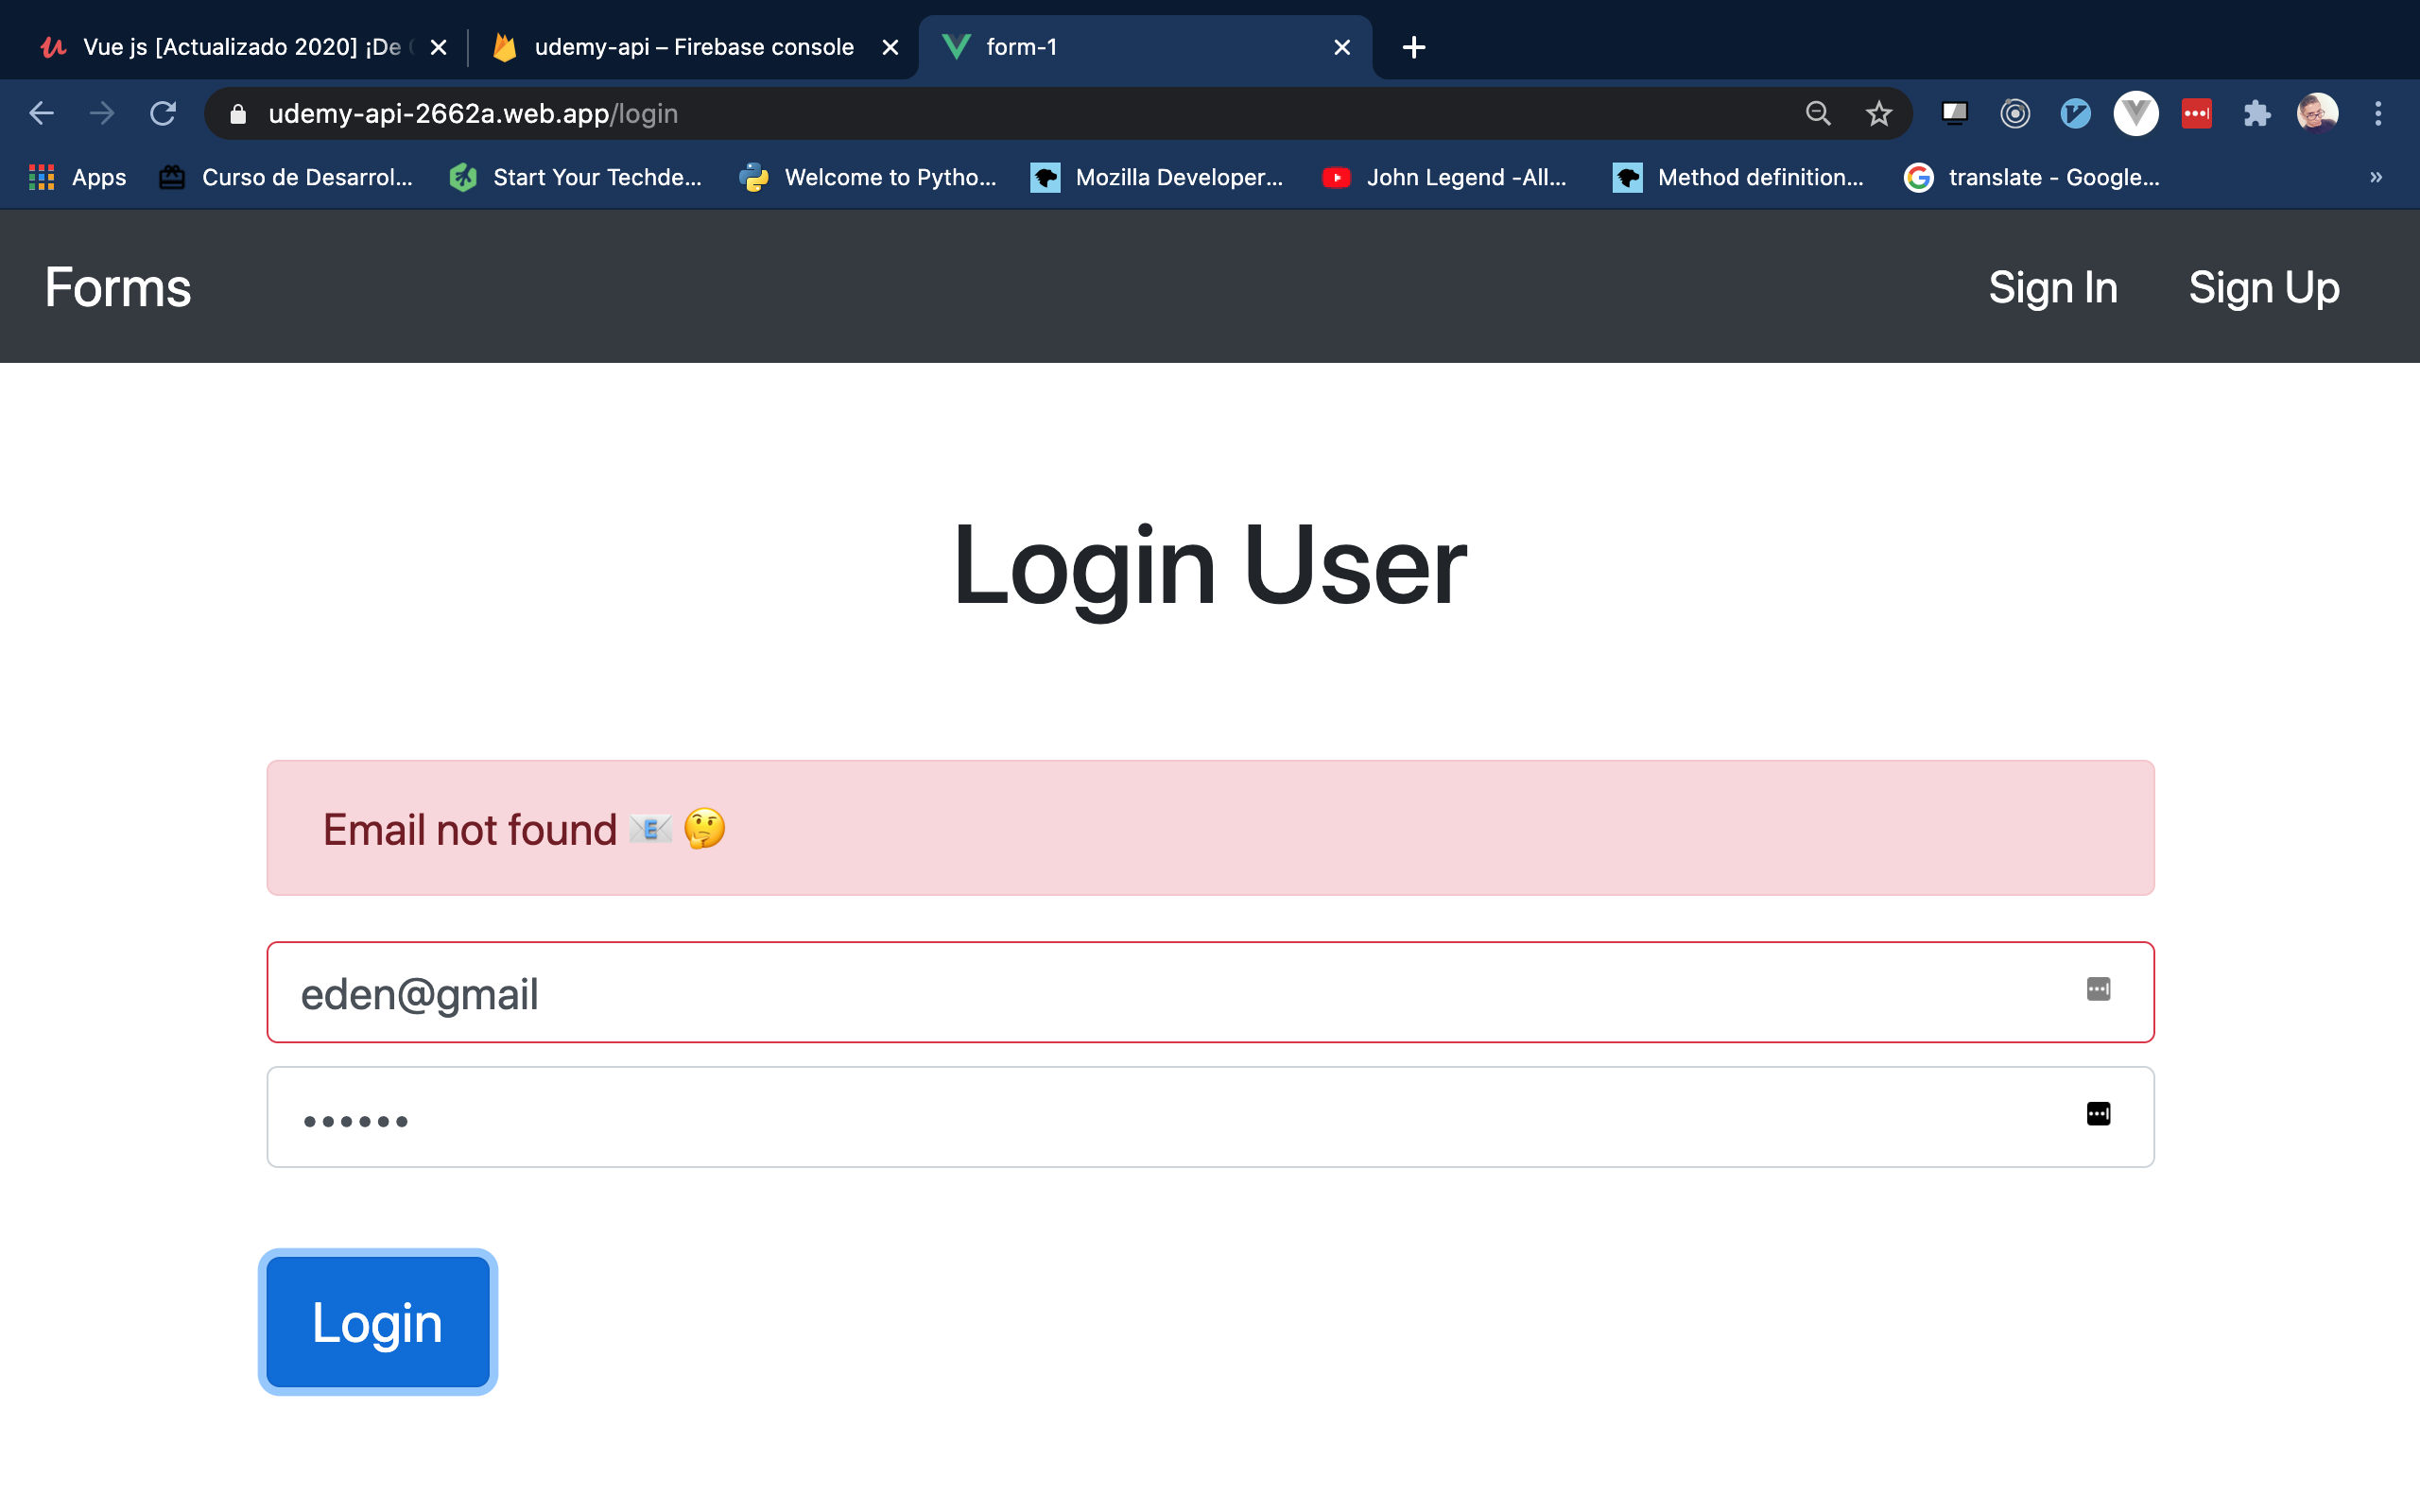 Vue js [Actualizado 2020] ¡De
udemy-api – Firebase console
form-1
udemy-api-2662a.web.app/login
Apps
Curso de Desarrol...
Start Your Techde...
Welcome to Pytho...
Mozilla Developer...
John Legend -All...
Method definition...
translate - Google...
»
Forms
Sign In
Sign Up
Login User
Email not found 📧 🤔
eden@gmail
••••••
Login